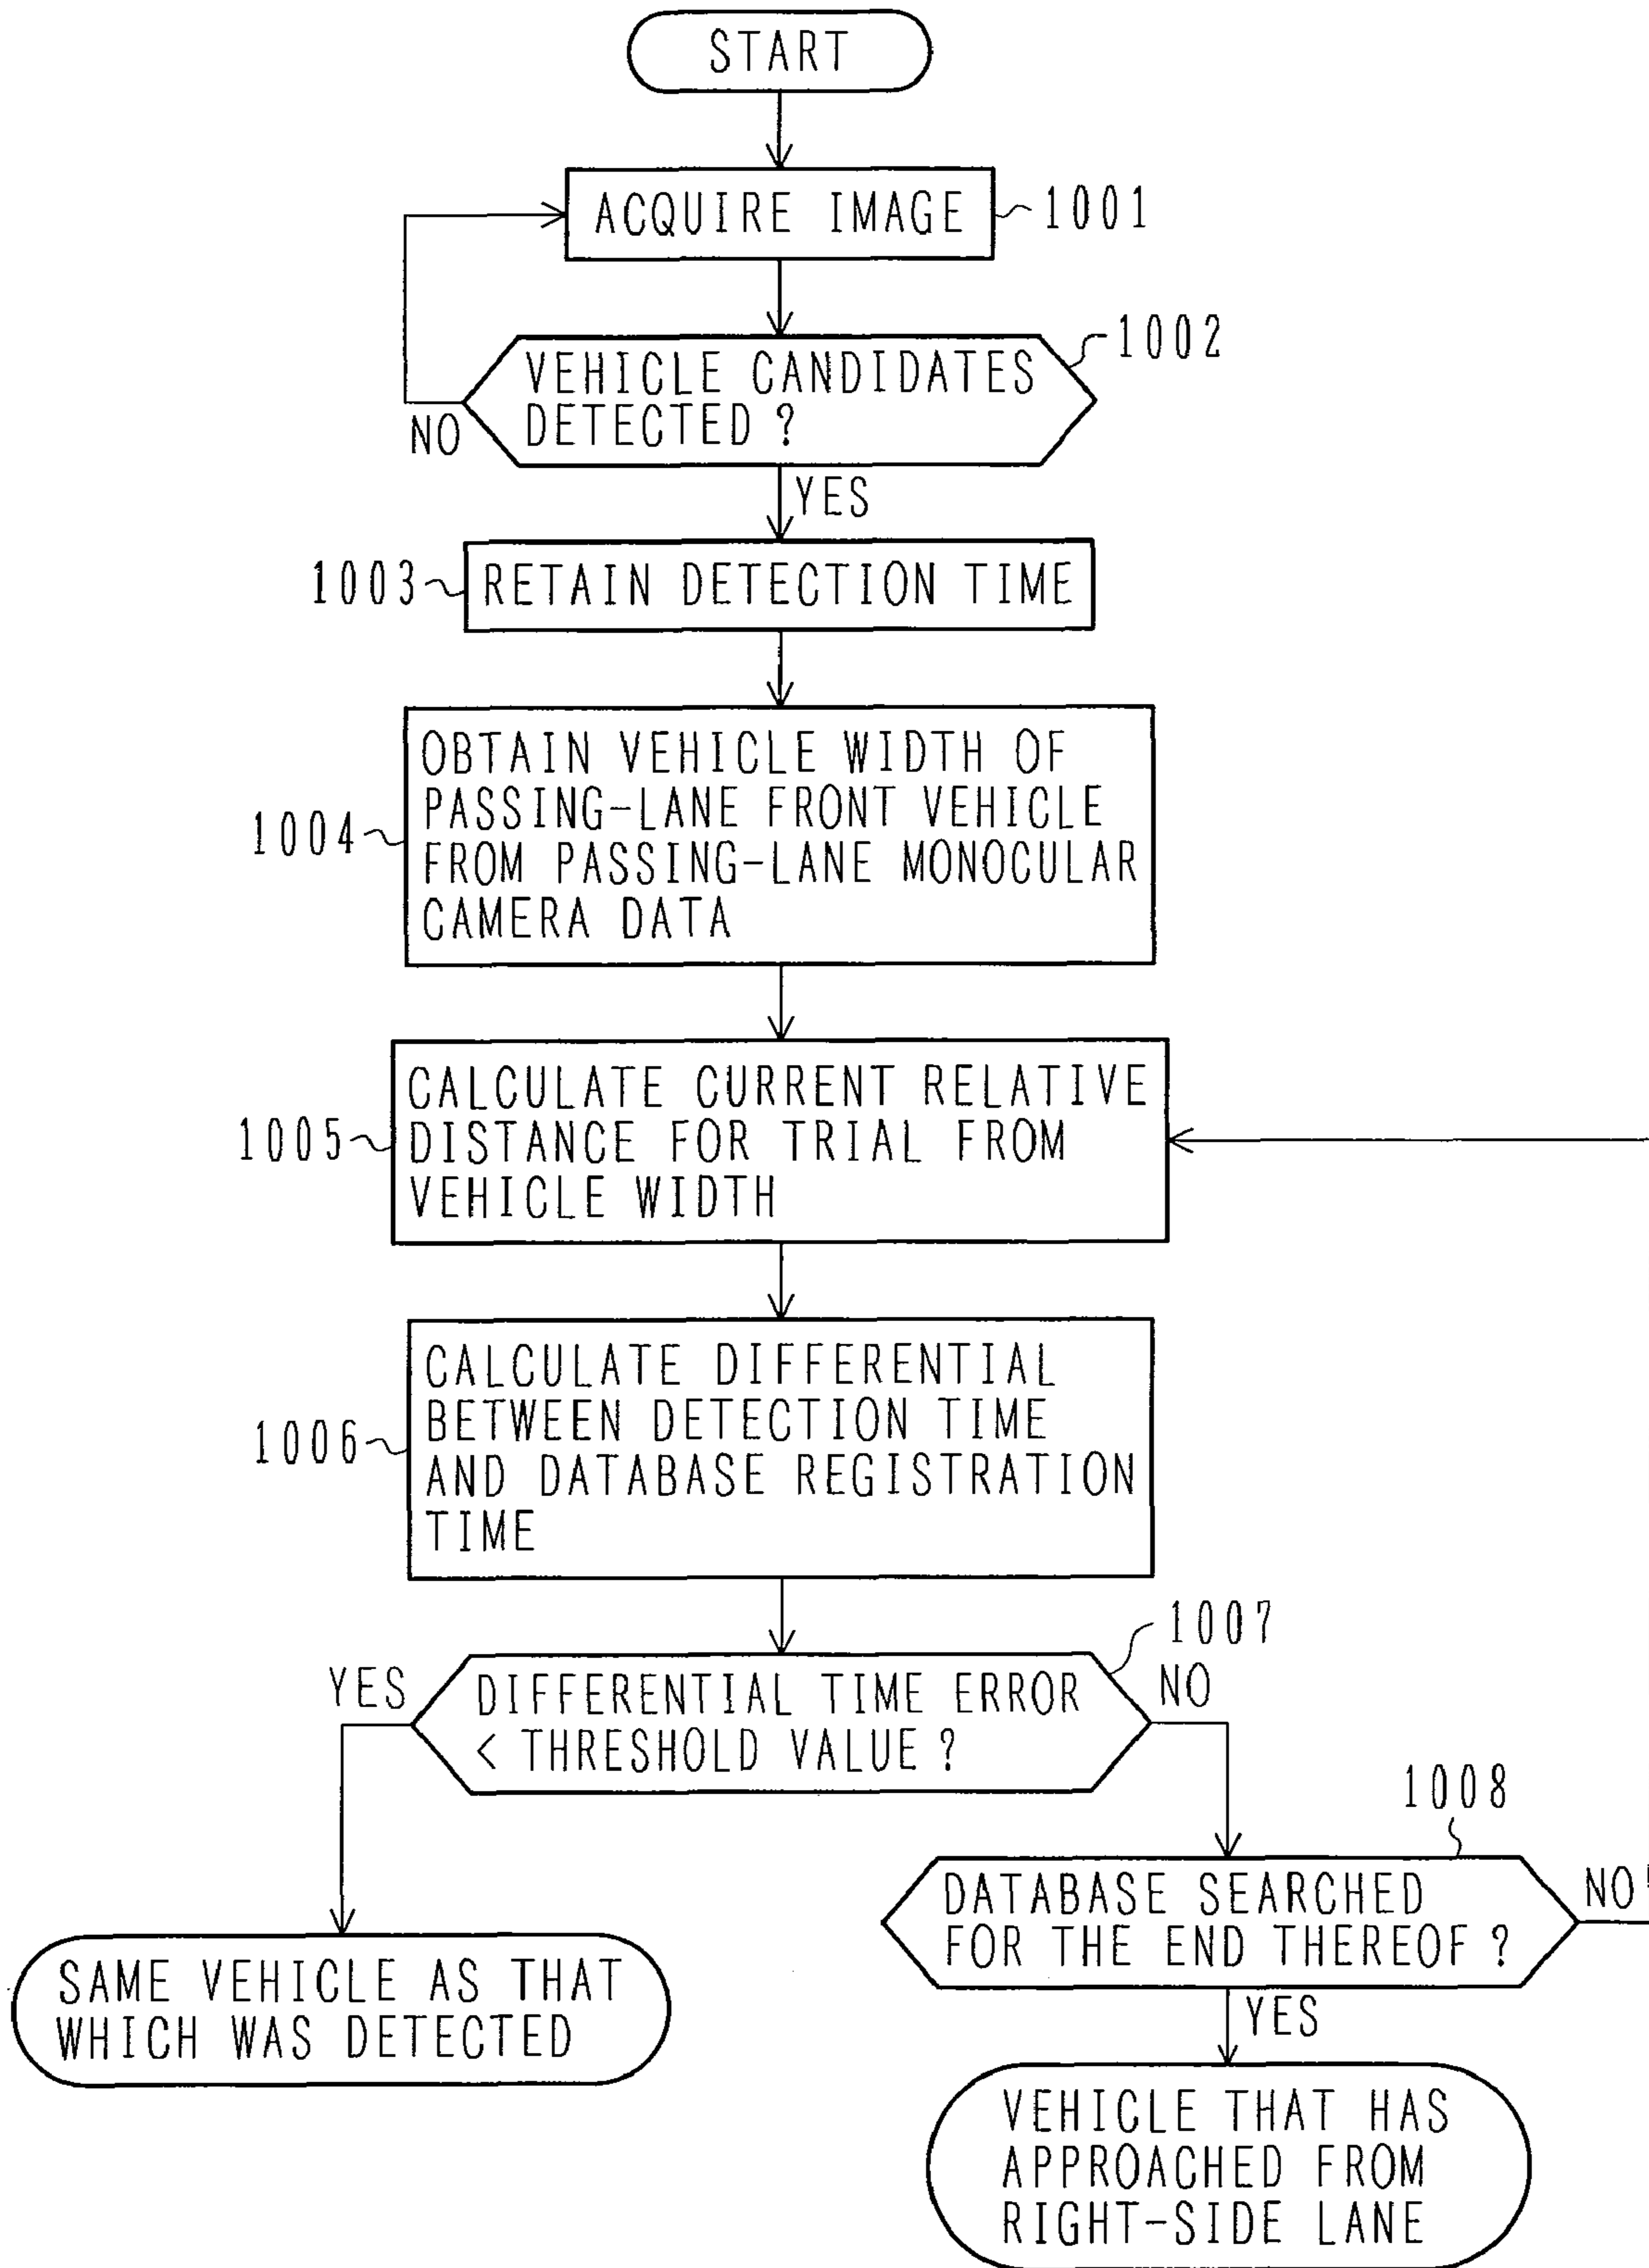 START
ACQUIRE IMAGE
1001
VEHICLE CANDIDATES
DETECTED ?
1002
NO
YES
1003
RETAIN DETECTION TIME
OBTAIN VEHICLE WIDTH OF
PASSING-LANE FRONT VEHICLE
FROM PASSING-LANE MONOCULAR
CAMERA DATA
1004
CALCULATE CURRENT RELATIVE
DISTANCE FOR TRIAL FROM
VEHICLE WIDTH
1005
CALCULATE DIFFERENTIAL
BETWEEN DETECTION TIME
AND DATABASE REGISTRATION
TIME
1006
1007
YES
DIFFERENTIAL TIME ERROR
< THRESHOLD VALUE ?
NO
1008
DATABASE SEARCHED
FOR THE END THEREOF ?
NO
SAME VEHICLE AS THAT
WHICH WAS DETECTED
YES
VEHICLE THAT HAS
APPROACHED FROM
RIGHT-SIDE LANE